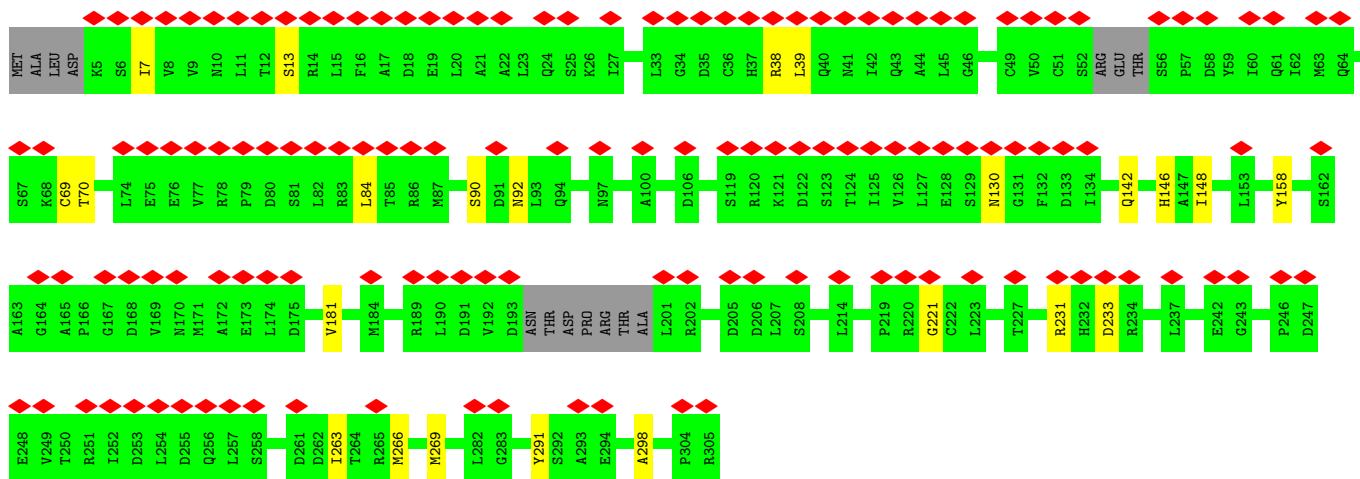 MET ALA LEU ASP K5 S6 I7 V8 V9 N10 L11 T12 S13 R14 L15 F16 A17 D18 E19 L20 A21 A22 L23 Q24 S25 K26 I27 L33 G34 D35 C36 H37 R38 L39 Q40 N41 I42 Q43 A44 L45 G46 C49 V50 C51 S52 ARG GLU THR S56 P57 D58 Y59 I60 Q61 I62 M63 Q64
S67 K68 C69 T70 L74 E75 E76 V77 R78 P79 D80 S81 L82 R83 L84 T85 R86 M87 S90 D91 N92 L93 Q94 N97 A100 D106 S119 R120 K121 D122 S123 T124 I125 V126 L127 E128 S129 N130 G131 F132 D133 I134 Q142 H146 A147 I148 L153 Y158 S162
A163 G164 A165 P166 G167 D168 V169 N170 M171 A172 E173 L174 D175 V181 M184 R189 L190 D191 V192 D193 ASN THR ASP PRO ARG THR ALA L201 R202 D205 D206 L207 S208 L214 P219 R220 G221 C222 L223 T227 R231 H232 D233 R234 L237 E242 G243 P246 D247
E248 V249 T250 R251 I252 D253 L254 D255 Q256 L257 S258 D261 D262 I263 T264 R265 M266 M269 L282 G283 Y291 S292 A293 E294 A298 P304 R305